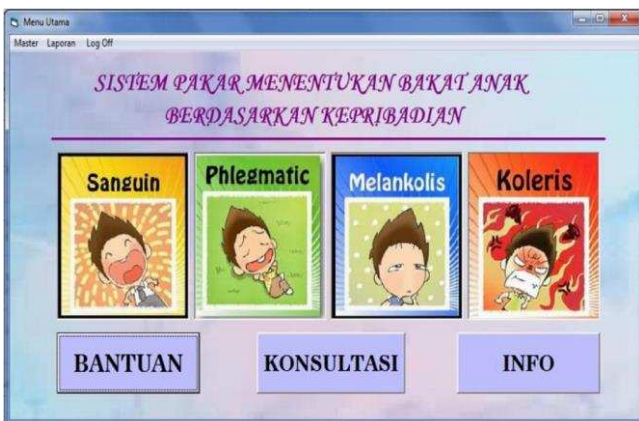 Menu Utama
Master Laporan Log Off
SISTEM PAKAR MENENTUKAN BAKAT ANAK
BERDASARKAN KEPRIBADIAN
Sanguin Phlegmatic Melankolis Koleris
BANTUAN KONSULTASI INFO